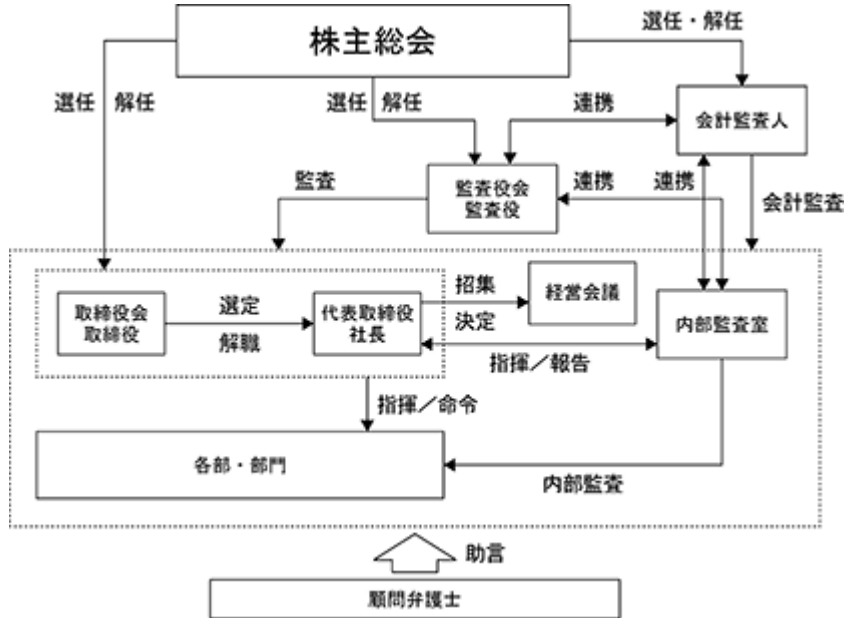 株主総会
選任・解任
選任 解任
選任 解任
連携
会計監査人
監査
監査役会
監査役
連携
連携
会計監査
取締役会
取締役
選定
解職
代表取締役
社長
招集
決定
経営会議
内部監査室
指揮／報告
指揮／命令
各部・部門
内部監査
助言
顧問弁護士